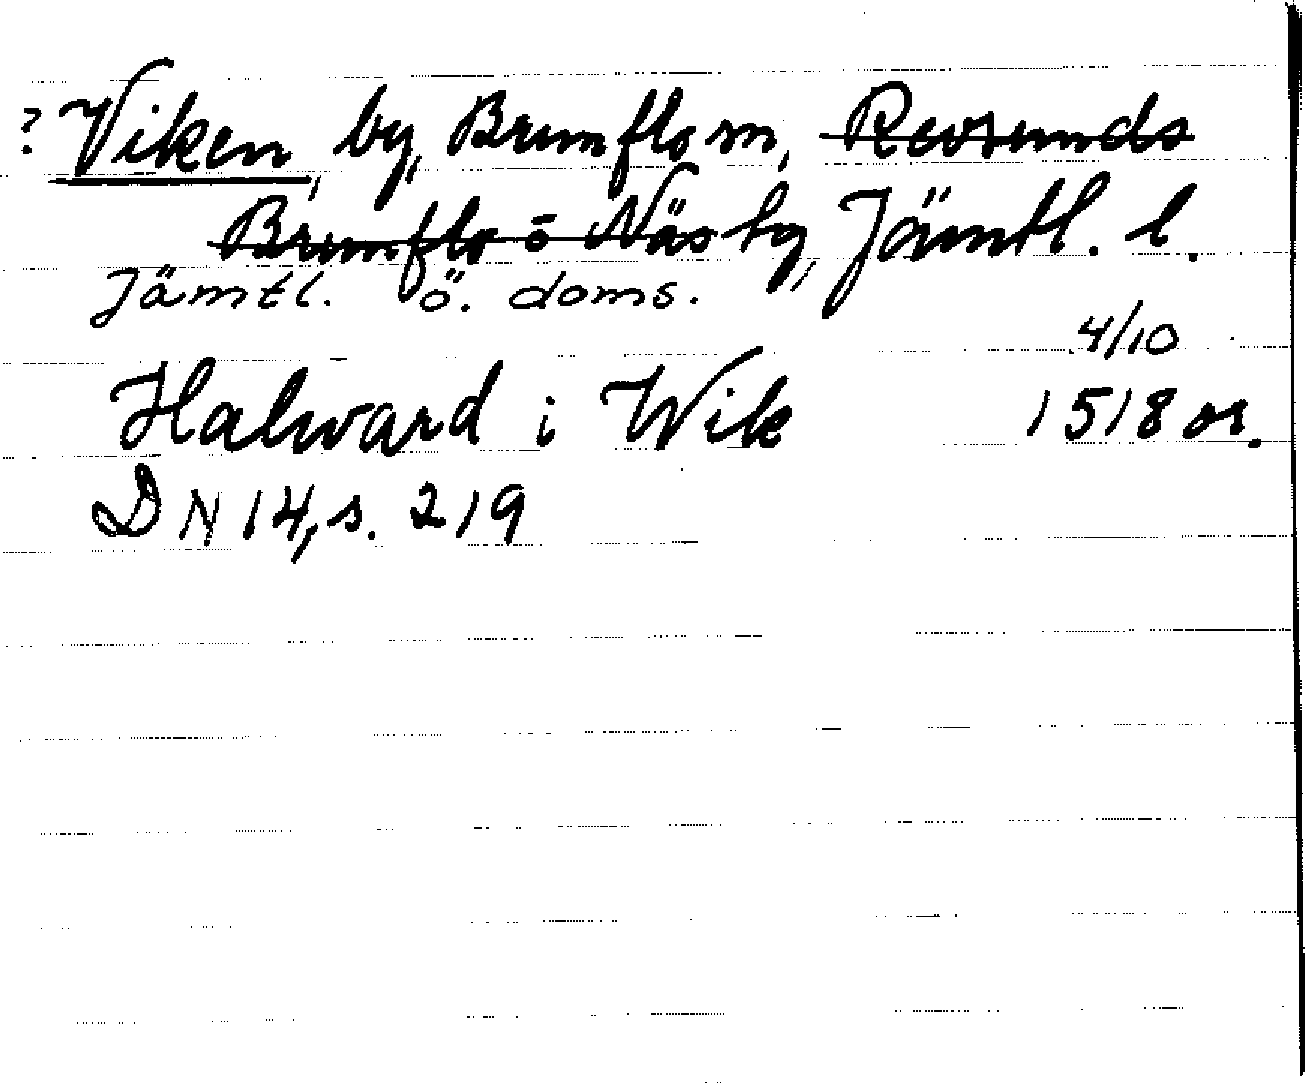 ? Viken, by, Brunflo sn, Revsunds
Brunflo o Näs hg, Jämtl. l.
Jämtl. ö. doms.
4/10
Halward i Wik 1518 or.
DN 14, s. 219